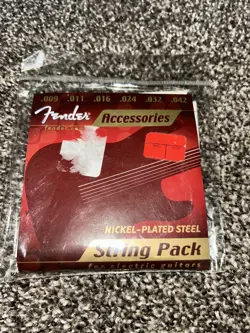 .009 .011 .016 .024 .032 .042
Fender Accessories
NICKEL-PLATED STEEL
String Pack
for electric guitars